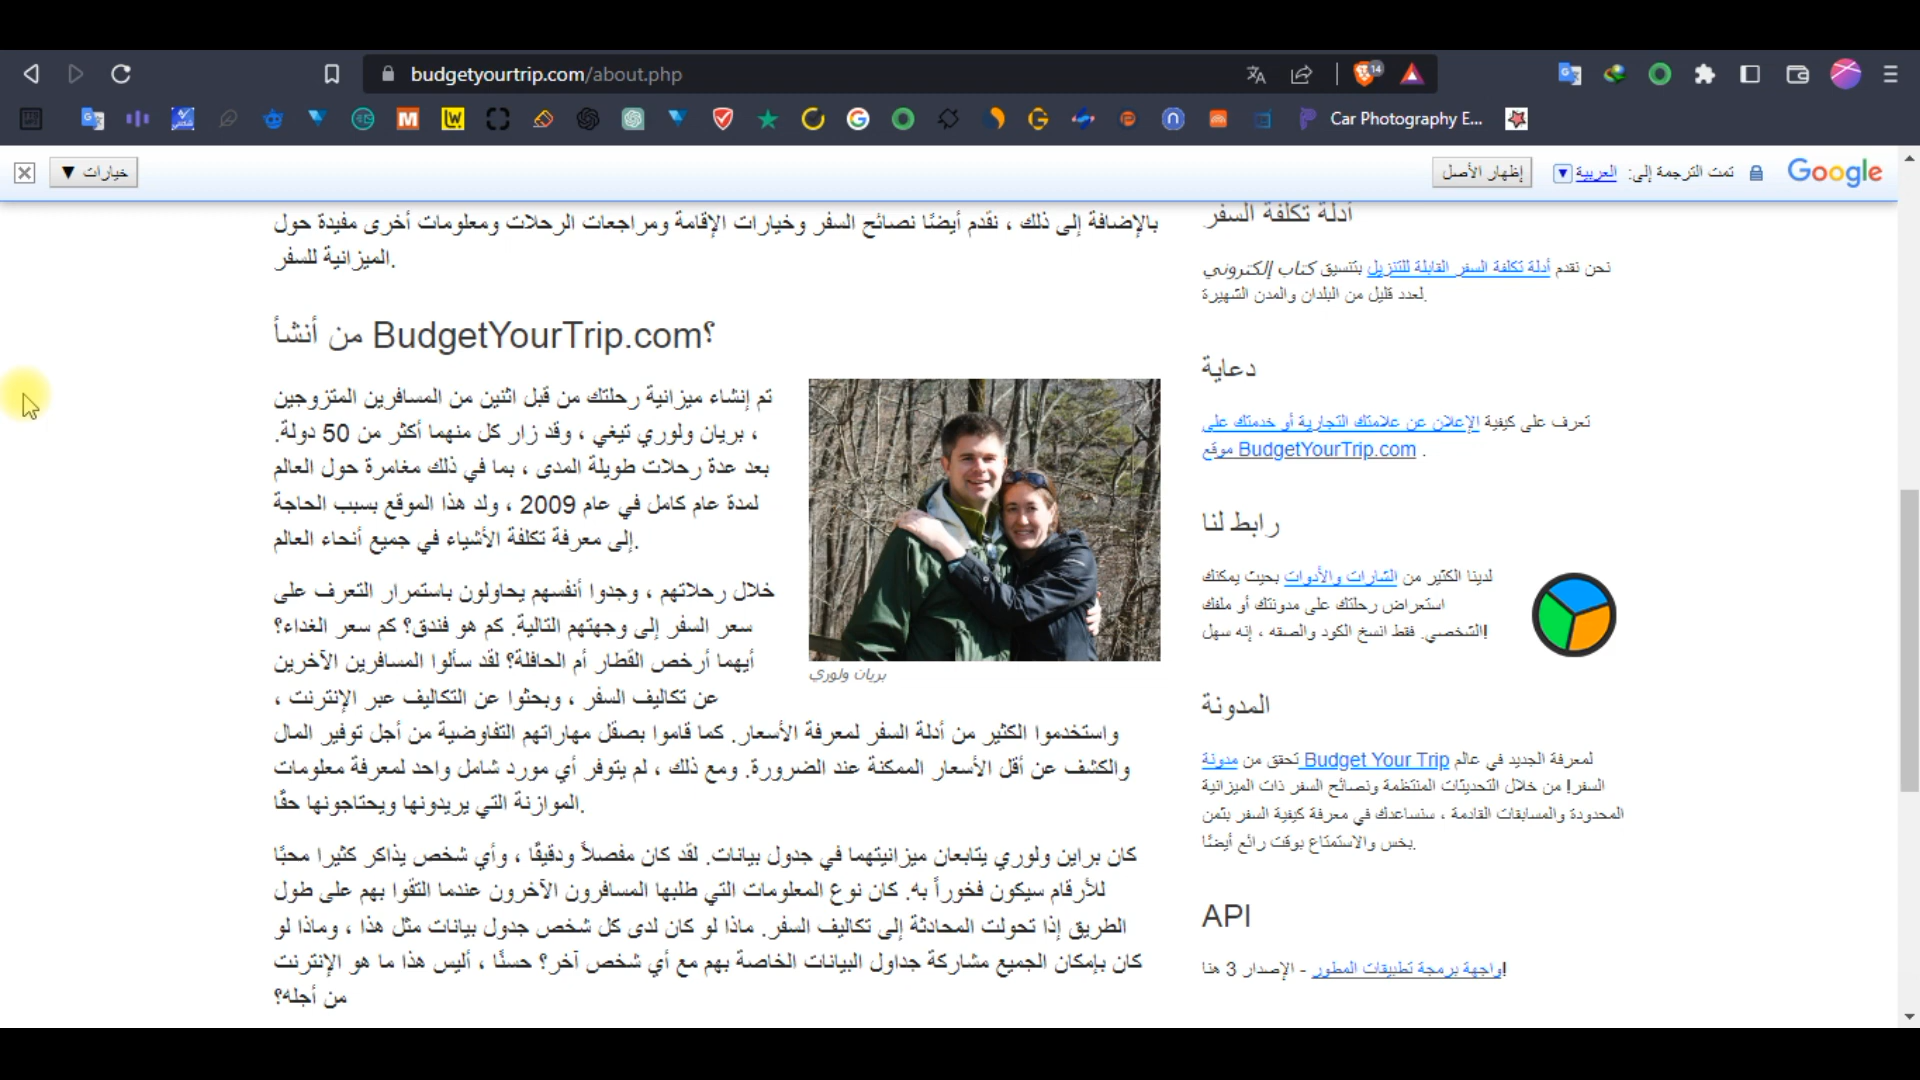 budgetyourtrip.com/about.php
14
Car Photography E...
خيارات ▼
إظهار الأصل
تمت الترجمة إلى: العربية
Google
بالإضافة إلى ذلك ، نقدم أيضًا نصائح السفر وخيارات الإقامة ومراجعات الرحلات ومعلومات أخرى مفيدة حول
الميزانية للسفر.
من أنشأ BudgetYourTrip.com؟
تم إنشاء ميزانية رحلتك من قبل اثنين من المسافرين المتزوجين
، بريان ولوري تيغي ، وقد زار كل منهما أكثر من 50 دولة.
بعد عدة رحلات طويلة المدى ، بما في ذلك مغامرة حول العالم
لمدة عام كامل في عام 2009 ، ولد هذا الموقع بسبب الحاجة
إلى معرفة تكلفة الأشياء في جميع أنحاء العالم.
بريان ولوري
خلال رحلاتهم ، وجدوا أنفسهم يحاولون باستمرار التعرف على
سعر السفر إلى وجهتهم التالية. كم هو فندق؟ كم سعر الغداء؟
أيهما أرخص القطار أم الحافلة؟ لقد سألوا المسافرين الآخرين
عن تكاليف السفر ، وبحثوا عن التكاليف عبر الإنترنت ،
واستخدموا الكثير من أدلة السفر لمعرفة الأسعار. كما قاموا بصقل مهاراتهم التفاوضية من أجل توفير المال
والكشف عن أقل الأسعار الممكنة عند الضرورة. ومع ذلك ، لم يتوفر أي مورد شامل واحد لمعرفة معلومات
الموازنة التي يريدونها ويحتاجونها حقًا.
كان براين ولوري يتابعان ميزانيتهما في جدول بيانات. لقد كان مفصلاً ودقيقًا ، وأي شخص يذاكر كثيرا محبًا
للأرقام سيكون فخوراً به. كان نوع المعلومات التي طلبها المسافرون الآخرون عندما التقوا بهم على طول
الطريق إذا تحولت المحادثة إلى تكاليف السفر. ماذا لو كان لدى كل شخص جدول بيانات مثل هذا ، وماذا لو
كان بإمكان الجميع مشاركة جداول البيانات الخاصة بهم مع أي شخص آخر؟ حسنًا ، أليس هذا ما هو الإنترنت
من أجله؟
أدلة تكلفة السفر
نحن نقدم أدلة تكلفة السفر القابلة للتنزيل بتنسيق كتاب إلكتروني
لعدد قليل من البلدان والمدن الشهيرة.
دعاية
تعرف على كيفية الإعلان عن علامتك التجارية أو خدمتك على
موقع BudgetYourTrip.com .
رابط لنا
لدينا الكثير من الشارات والأدوات بحيث يمكنك
استعراض رحلتك على مدونتك أو ملفك
الشخصي. فقط انسخ الكود والصقه ، إنه سهل!
المدونة
لمعرفة الجديد في عالم Budget Your Trip تحقق من مدونة
السفر! من خلال التحديثات المنتظمة ونصائح السفر ذات الميزانية
المحدودة والمسابقات القادمة ، سنساعدك في معرفة كيفية السفر بثمن
بخس والاستمتاع بوقت رائع أيضًا.
API
واجهة برمجة تطبيقات المطور - الإصدار 3 هنا!